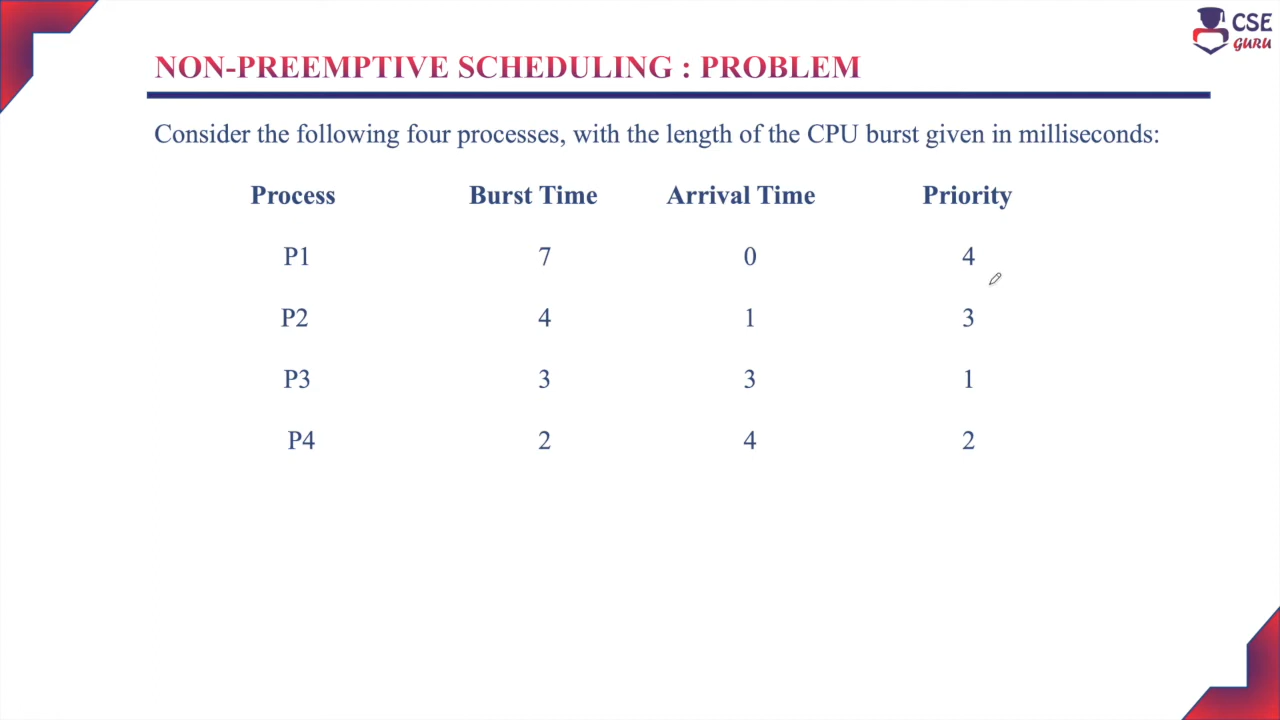 CSE
GURU
NON-PREEMPTIVE SCHEDULING : PROBLEM
Consider the following four processes, with the length of the CPU burst given in milliseconds:
Process Burst Time Arrival Time Priority
P1 7 0 4
P2 4 1 3
P3 3 3 1
P4 2 4 2